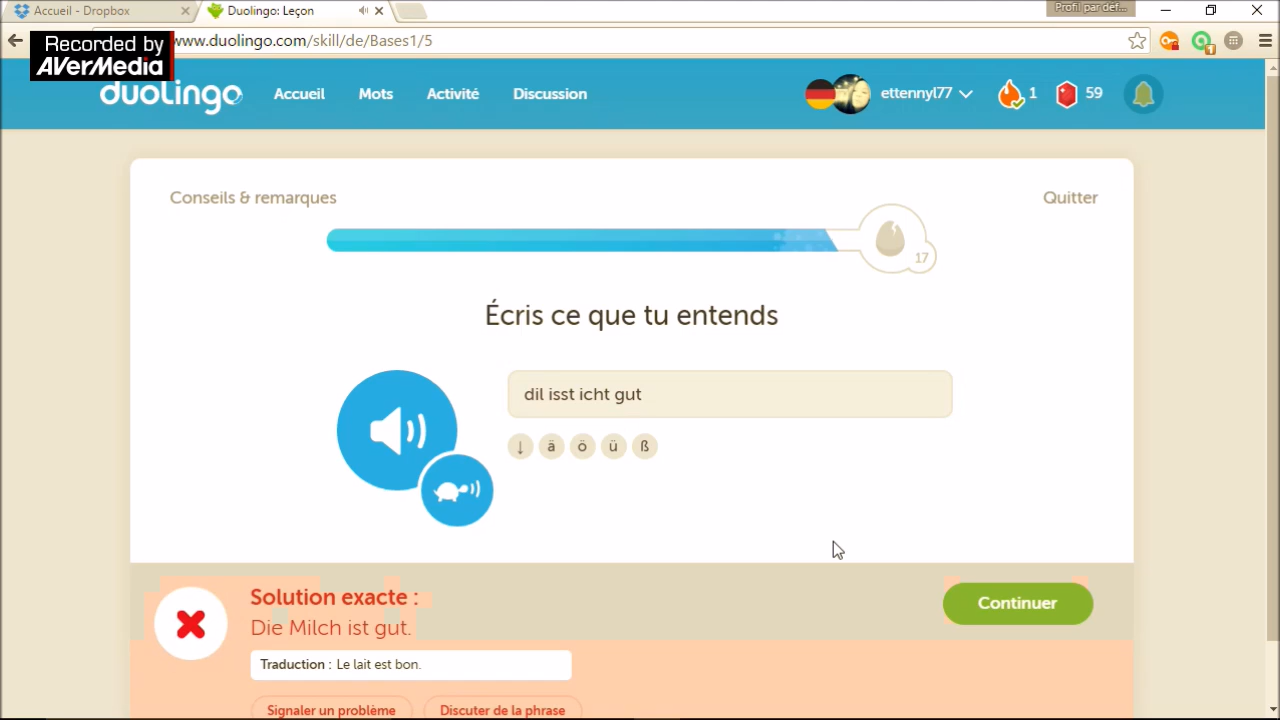 Accueil - Dropbox
Duolingo: Leçon
Profil par déf...
www.duolingo.com/skill/de/Bases1/5
Recorded by
AVerMedia
duolingo
Accueil
Mots
Activité
Discussion
ettennyl77
1
59
1
Conseils & remarques
Quitter
17
Écris ce que tu entends
dil isst icht gut
↓ ä ö ü ß
Solution exacte :
Die Milch ist gut.
Continuer
Traduction : Le lait est bon.
Signaler un problème
Discuter de la phrase